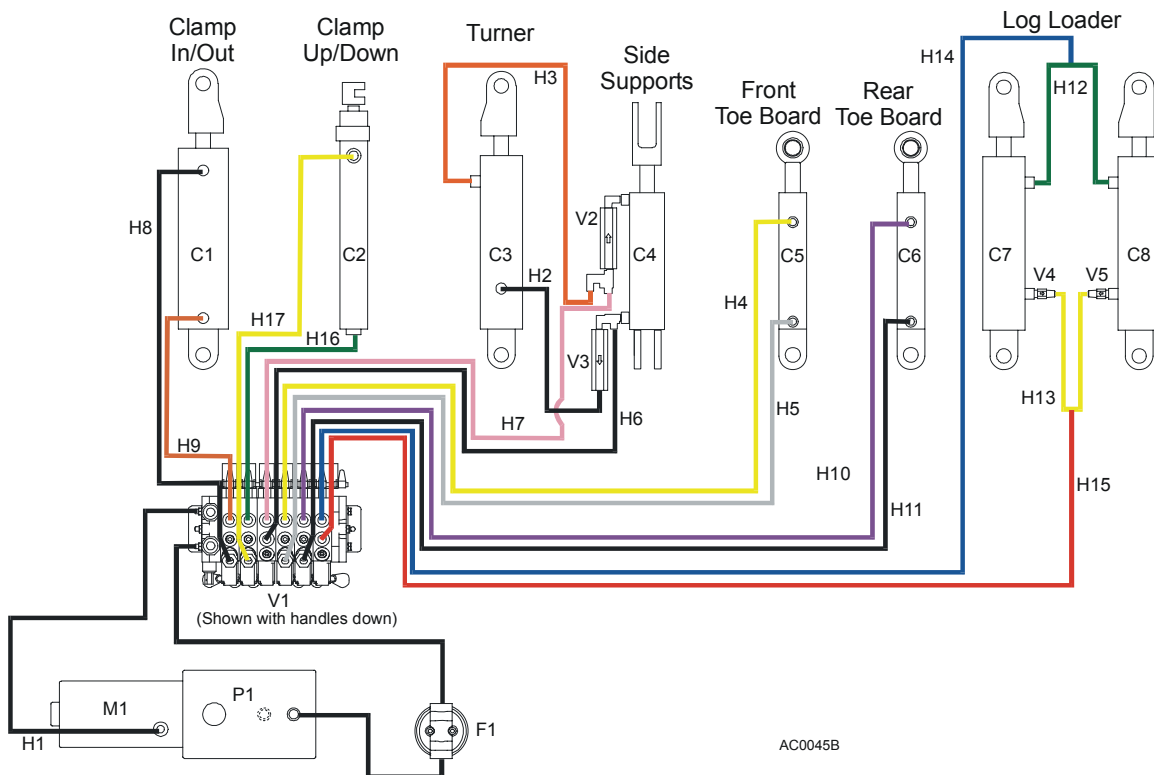 Clamp
In/Out
Clamp
Up/Down
Turner
Side
Supports
Front
Toe Board
Rear
Toe Board
Log Loader
H14
H3
H12
H8
V2
C1
C2
C3
H2
C4
C5
C6
C7
V4
V5
C8
H4
H17
H16
V3
H5
H13
H7
H6
H9
H10
H11
H15
V1
(Shown with handles down)
M1
P1
F1
H1
AC0045B